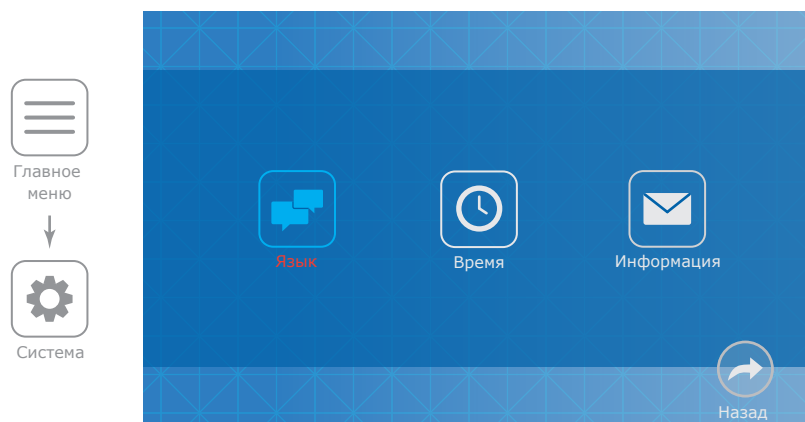 Главное
меню
Система
Язык
Время
Информация
Назад